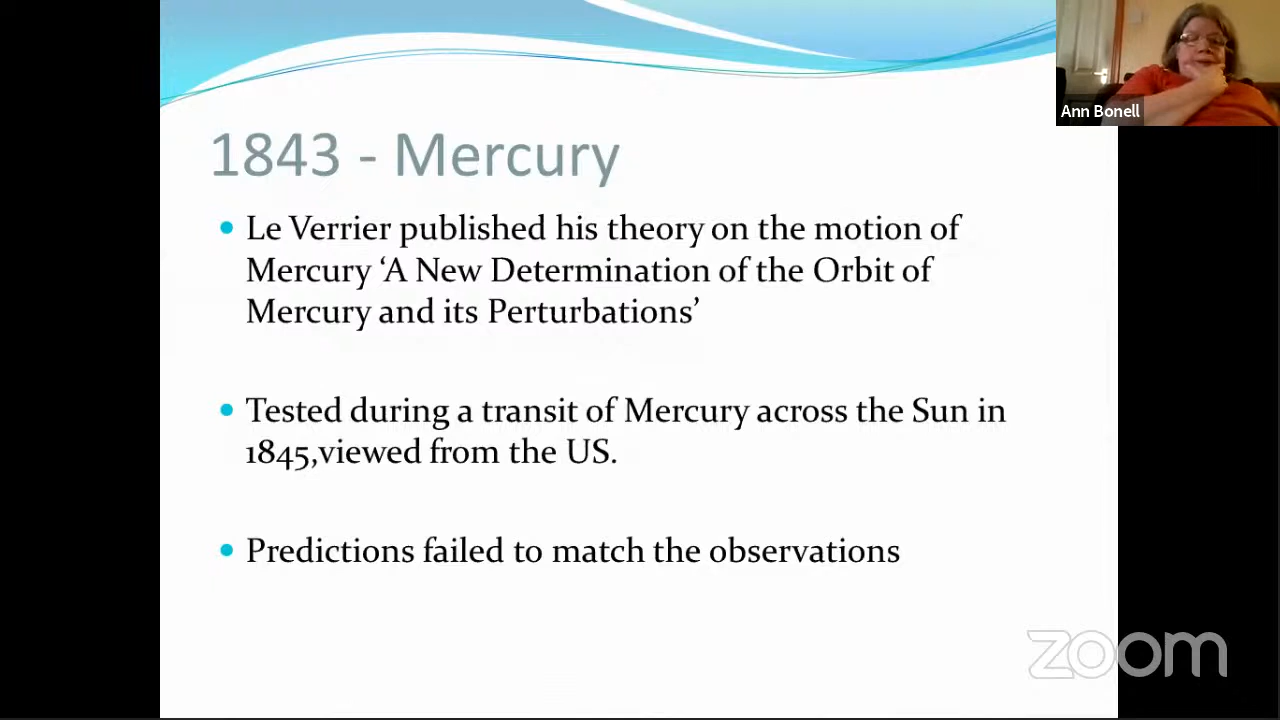 Ann Bonell
1843 - Mercury
Le Verrier published his theory on the motion of
Mercury ‘A New Determination of the Orbit of
Mercury and its Perturbations’
Tested during a transit of Mercury across the Sun in
1845,viewed from the US.
Predictions failed to match the observations
zoom